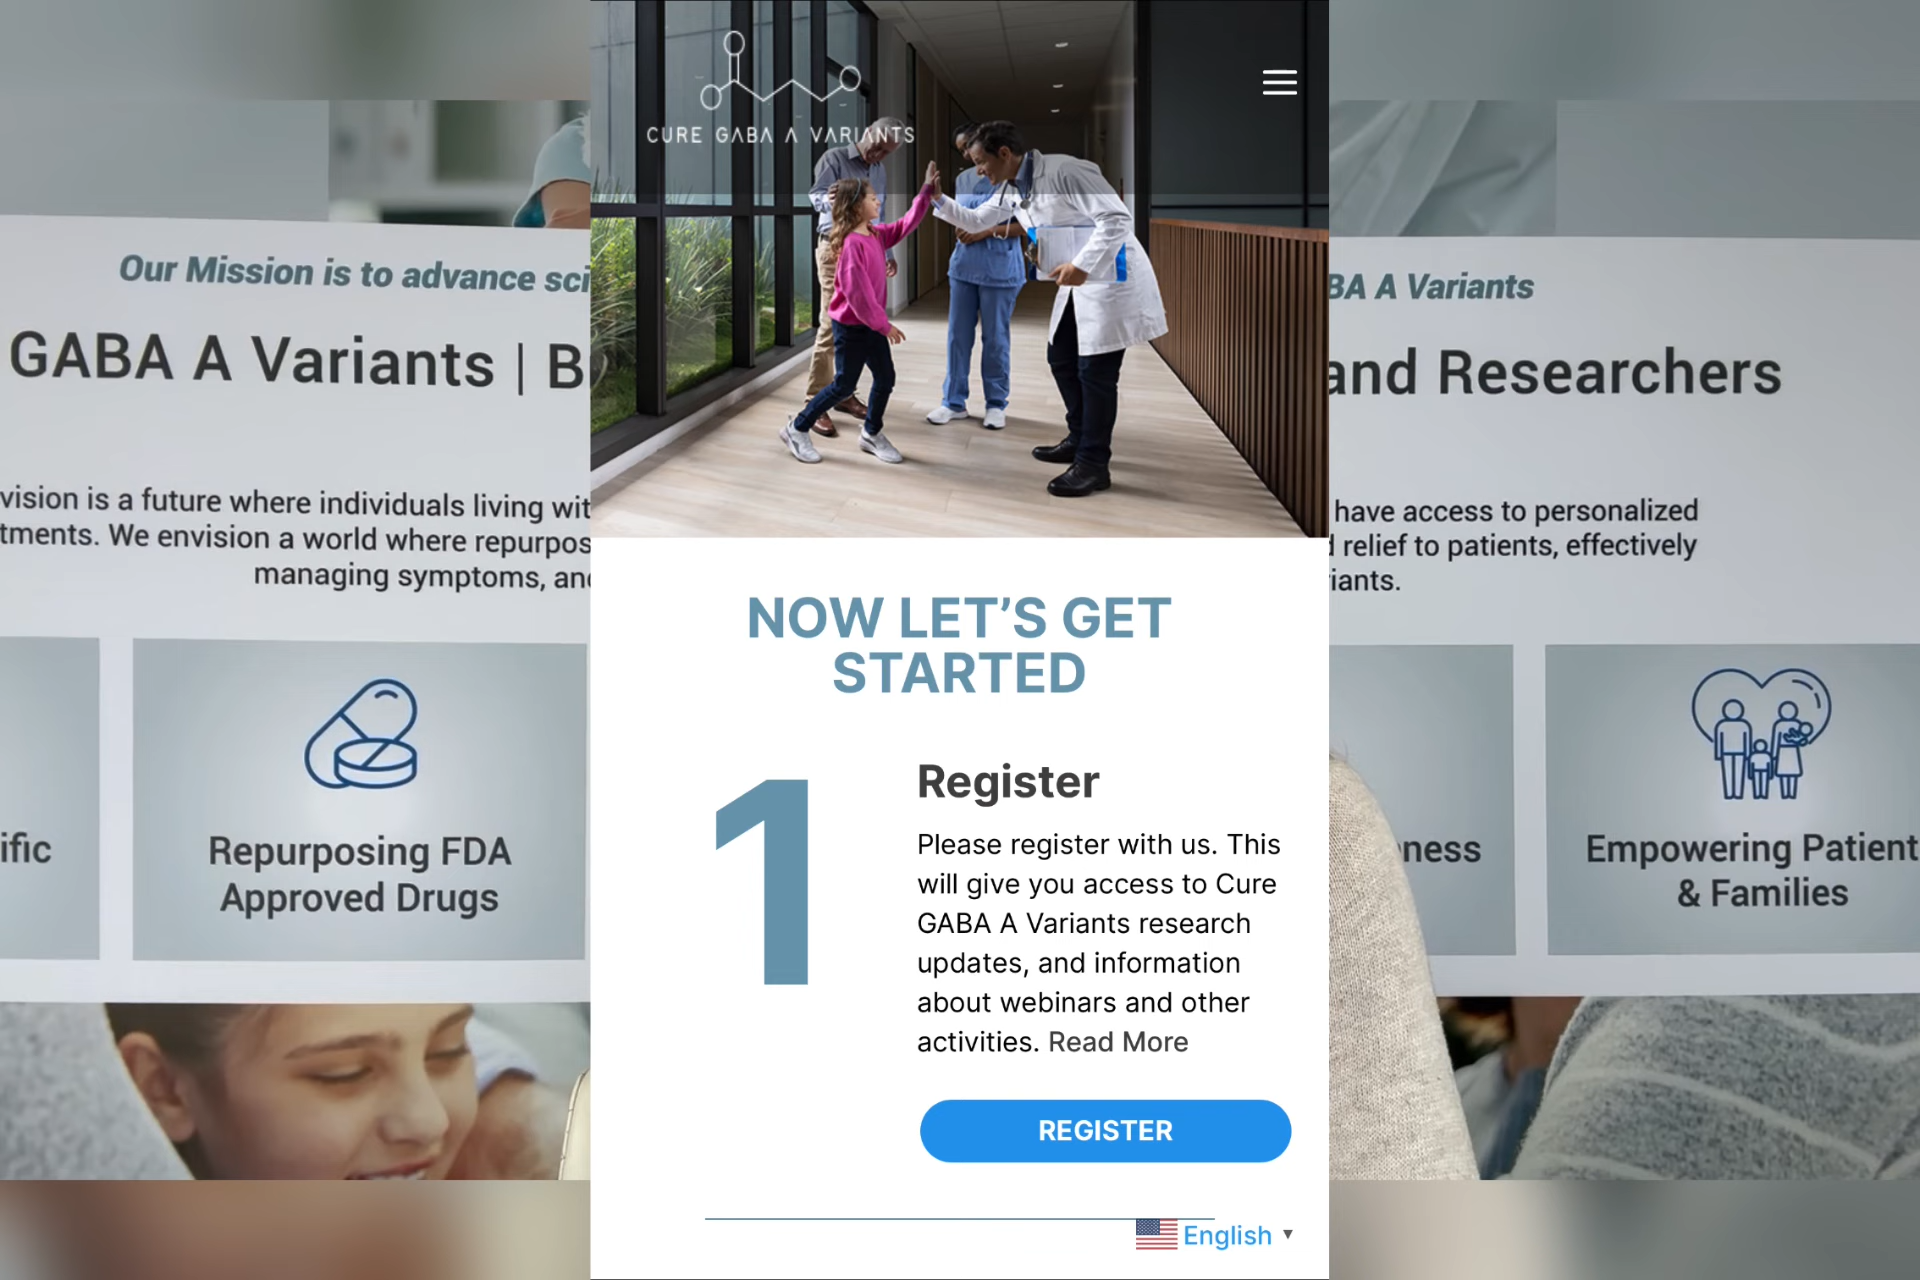 CURE GABA A VARIANTS
Our Mission is to advance sci
BA A Variants
GABA A Variants | B
and Researchers
vision is a future where individuals living wit
tments. We envision a world where repurpos
managing symptoms, an
have access to personalized
relief to patients, effectively
iants.
ific
Repurposing FDA
Approved Drugs
NOW LET’S GET
STARTED
1
Register
Please register with us. This
will give you access to Cure
GABA A Variants research
updates, and information
about webinars and other
activities. Read More
REGISTER
English
ness
Empowering Patient
& Families